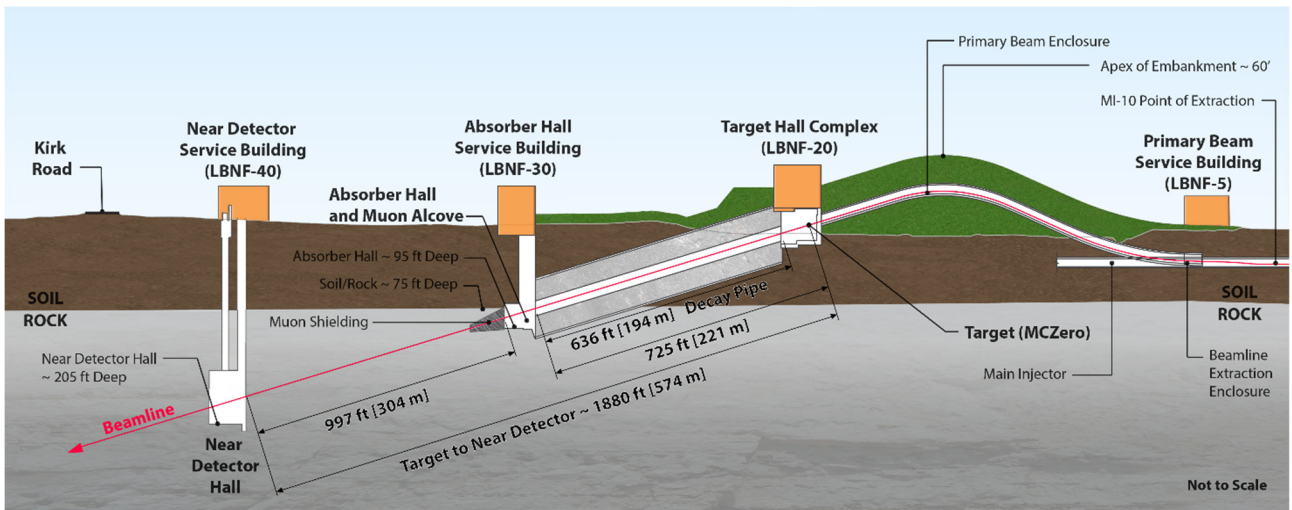 Primary Beam Enclosure
Apex of Embankment ~ 60'
MI-10 Point of Extraction
Near Detector
Service Building
(LBNF-40)
Absorber Hall
Service Building
(LBNF-30)
Target Hall Complex
(LBNF-20)
Primary Beam
Service Building
(LBNF-5)
Kirk
Road
Absorber Hall
and Muon Alcove
Absorber Hall ~ 95 ft Deep
Soil/Rock ~ 75 ft Deep
SOIL
ROCK
Muon Shielding
SOIL
ROCK
636 ft [194 m] Decay Pipe
725 ft [221 m]
Target (MCZero)
Near Detector Hall
~ 205 ft Deep
Main Injector
Beamline
Extraction
Enclosure
997 ft [304 m]
Target to Near Detector ~ 1880 ft [574 m]
Beamline
Near
Detector
Hall
Not to Scale